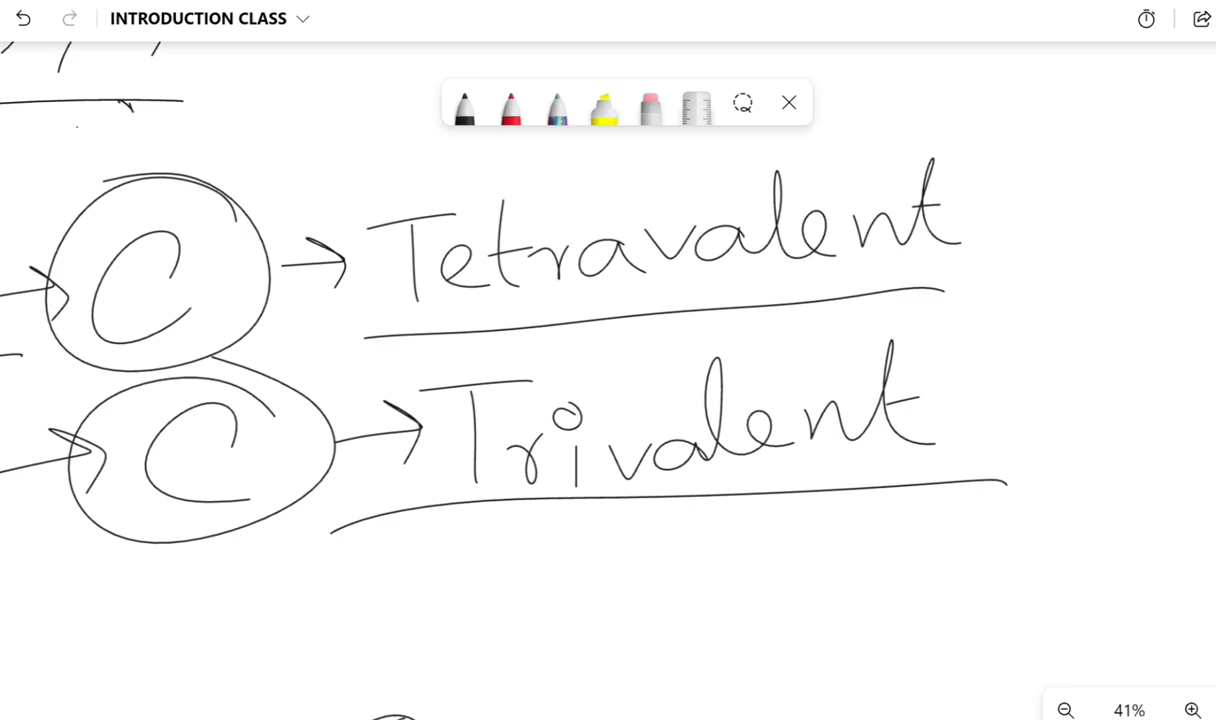 INTRODUCTION CLASS
C → Tetravalent
C → Trivalent
41%